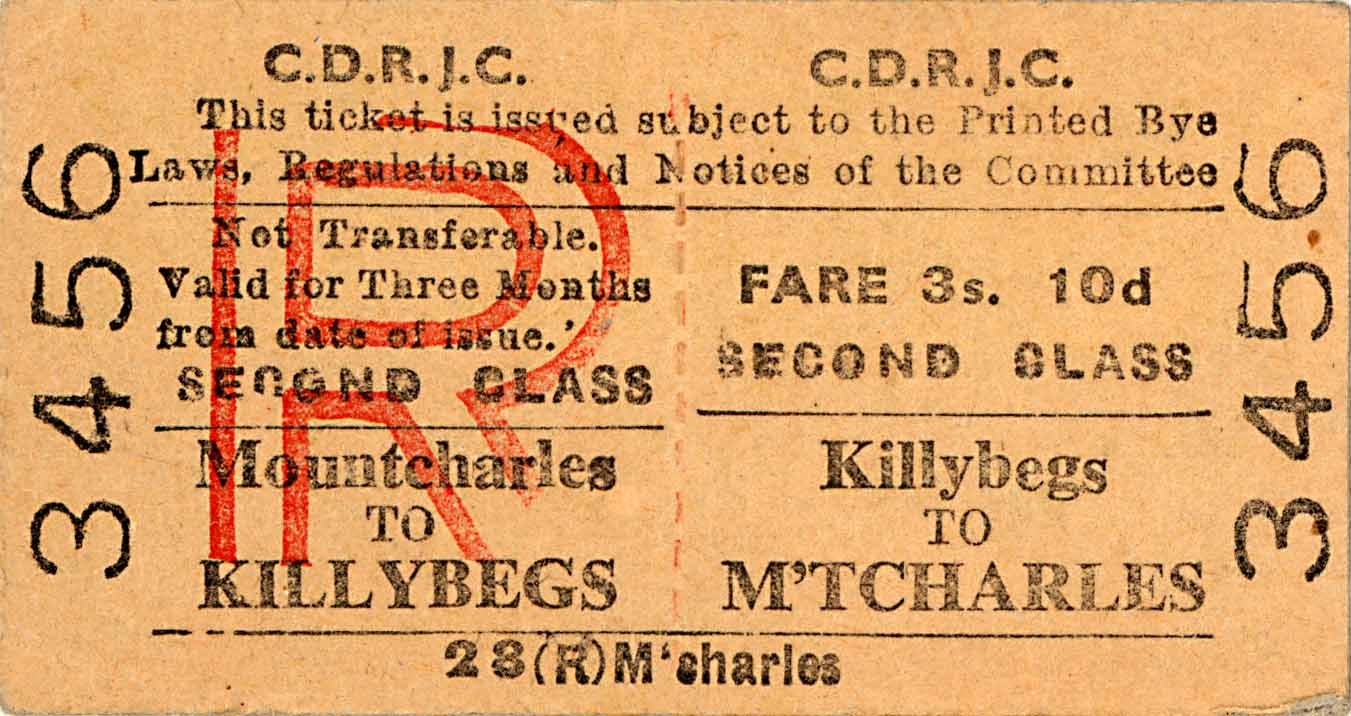 C.D.R.J.C. C.D.R.J.C.
This ticket is issued subject to the Printed Bye
Laws, Regulations and Notices of the Committee
Not Transferable.
Valid for Three Months
from date of issue.'
SECOND CLASS
Mountcharles
TO
KILLYBEGS
FARE 3s. 10d
SECOND CLASS
Killybegs
TO
M'TCHARLES
28(R)M'charles
3456
3456
R